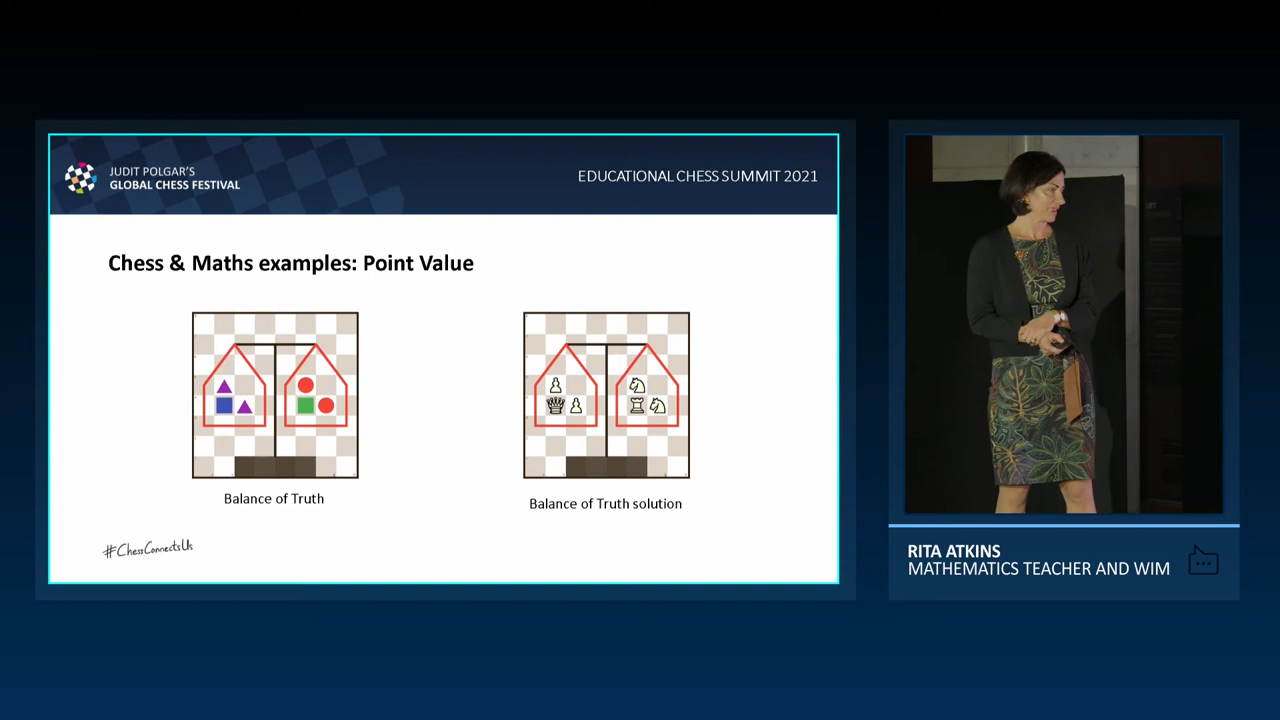 JUDIT POLGAR'S
GLOBAL CHESS FESTIVAL
EDUCATIONAL CHESS SUMMIT 2021
Chess & Maths examples: Point Value
Balance of Truth
Balance of Truth solution
#ChessConnectsUs
RITA ATKINS
MATHEMATICS TEACHER AND WIM